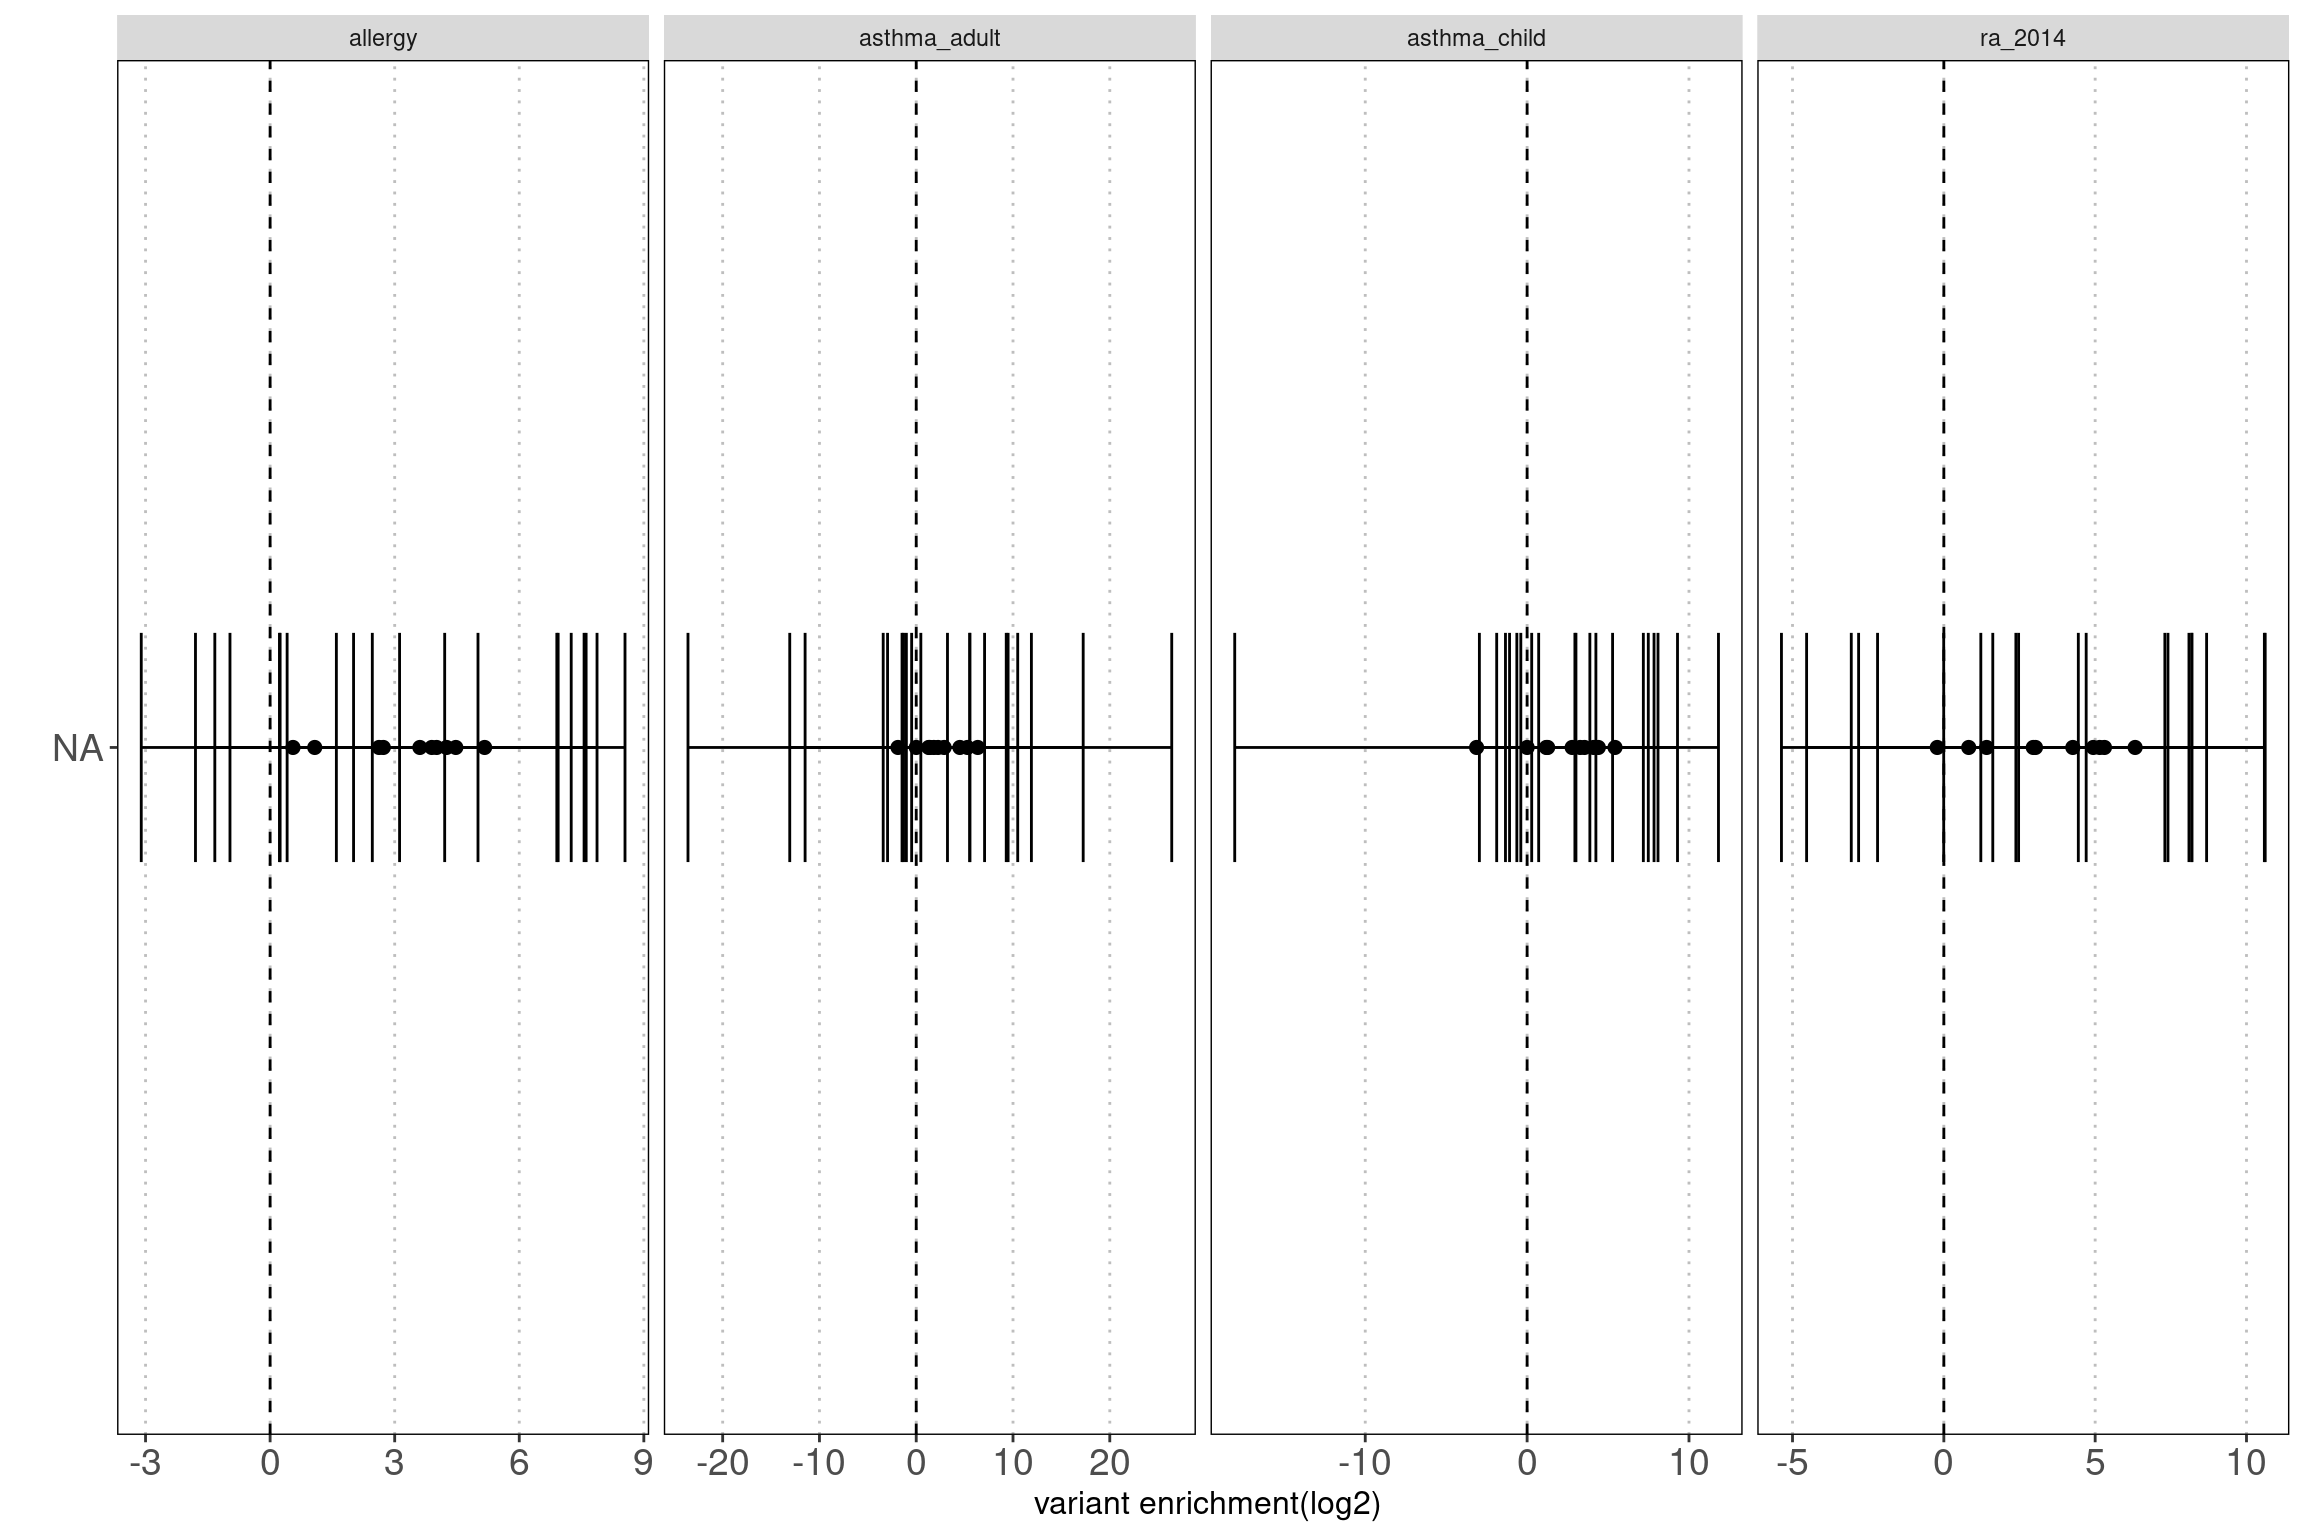 allergy asthma_adult asthma_child ra_2014
NA
-3 0 3 6 9 -20 -10 0 10 20 -10 0 10 -5 0 5 10
variant enrichment(log2)